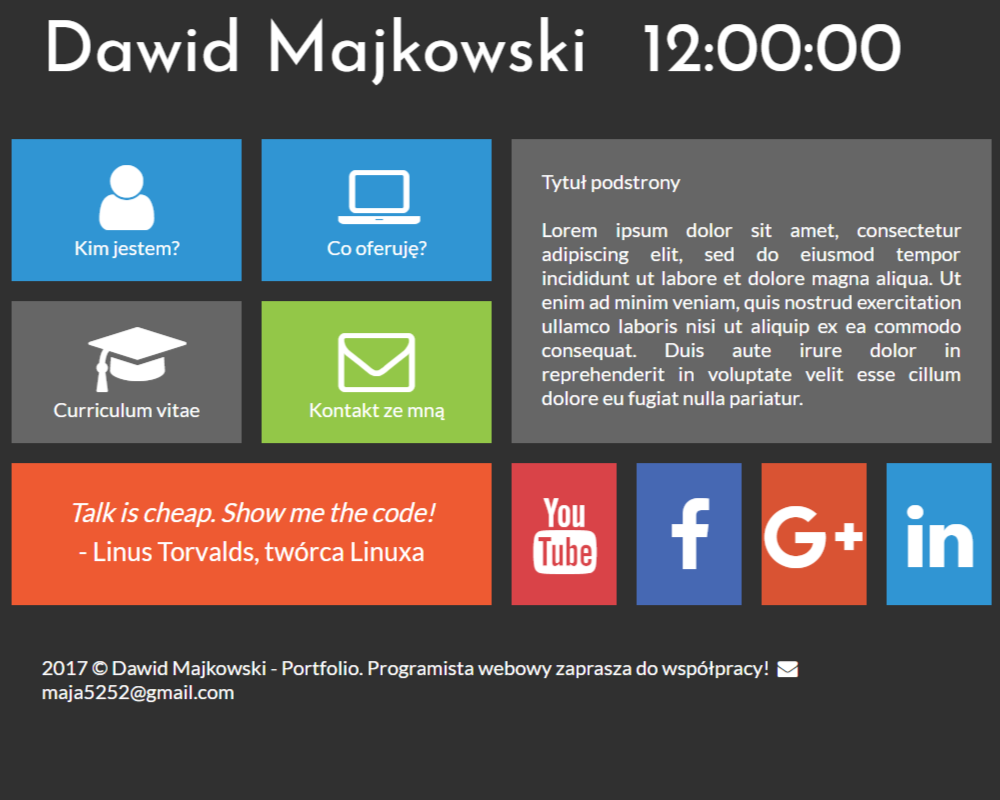 Dawid Majkowski 12:00:00
Kim jestem?
Co oferuję?
Tytuł podstrony
Lorem ipsum dolor sit amet, consectetur
adipiscing elit, sed do eiusmod tempor
incididunt ut labore et dolore magna aliqua. Ut
enim ad minim veniam, quis nostrud exercitation
ullamco laboris nisi ut aliquip ex ea commodo
consequat. Duis aute irure dolor in
reprehenderit in voluptate velit esse cillum
dolore eu fugiat nulla pariatur.
Curriculum vitae
Kontakt ze mną
Talk is cheap. Show me the code!
- Linus Torvalds, twórca Linuxa
You
Tube
f
G+
in
2017 © Dawid Majkowski - Portfolio. Programista webowy zaprasza do współpracy!
maja5252@gmail.com